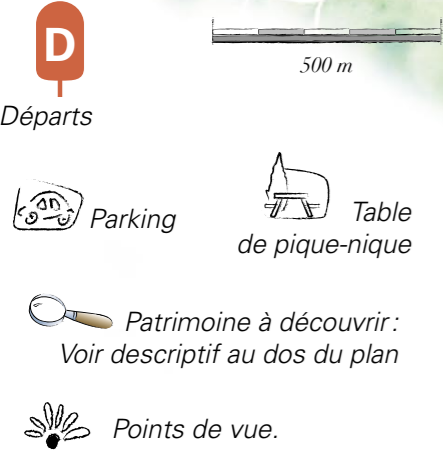 D
500 m
Départs
Parking
Table
de pique-nique
Patrimoine à découvrir :
Voir descriptif au dos du plan
Points de vue.